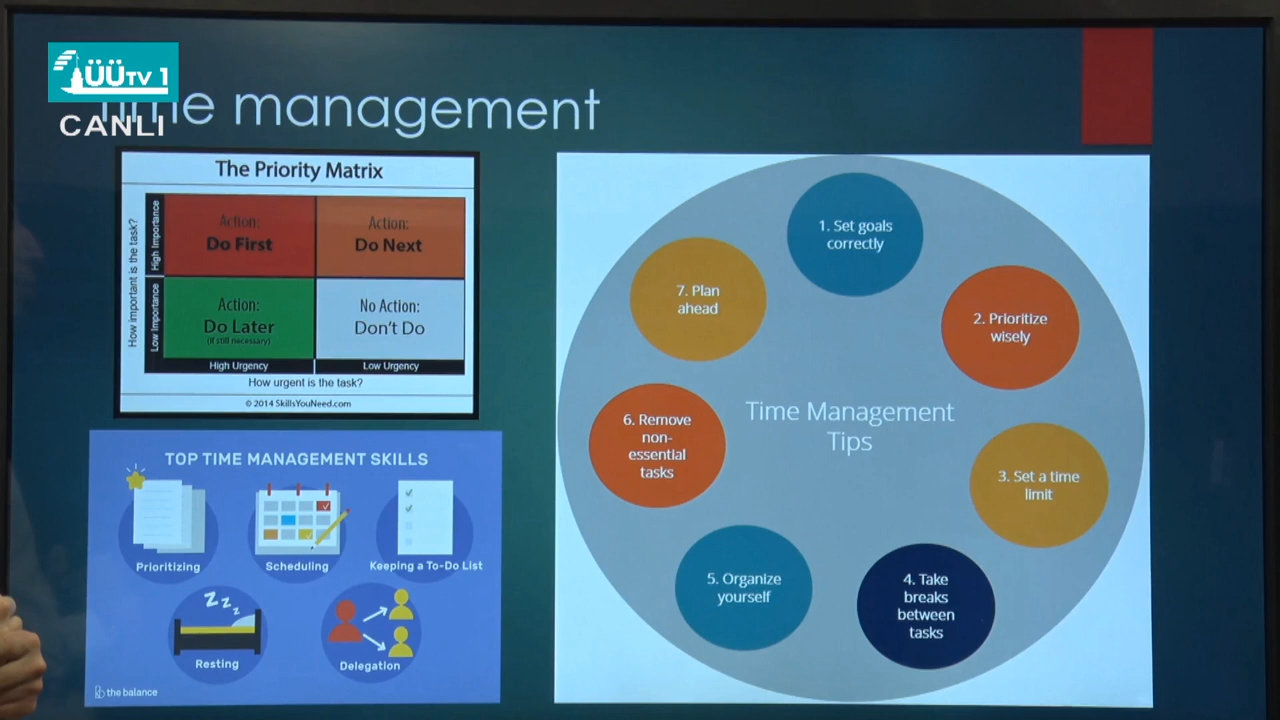 ÜÜTV 1
CANLI
Time management
The Priority Matrix
How important is the task?
High Importance
Low Importance
Action:
Do First
Action:
Do Next
Action:
Do Later
(if still necessary)
No Action:
Don't Do
High Urgency
Low Urgency
How urgent is the task?
© 2014 SkillsYouNeed.com
TOP TIME MANAGEMENT SKILLS
Prioritizing
Scheduling
Keeping a To-Do List
ZZZZ
Resting
Delegation
b the balance
Time Management
Tips
1. Set goals
correctly
2. Prioritize
wisely
3. Set a time
limit
4. Take
breaks
between
tasks
5. Organize
yourself
6. Remove
non-
essential
tasks
7. Plan
ahead